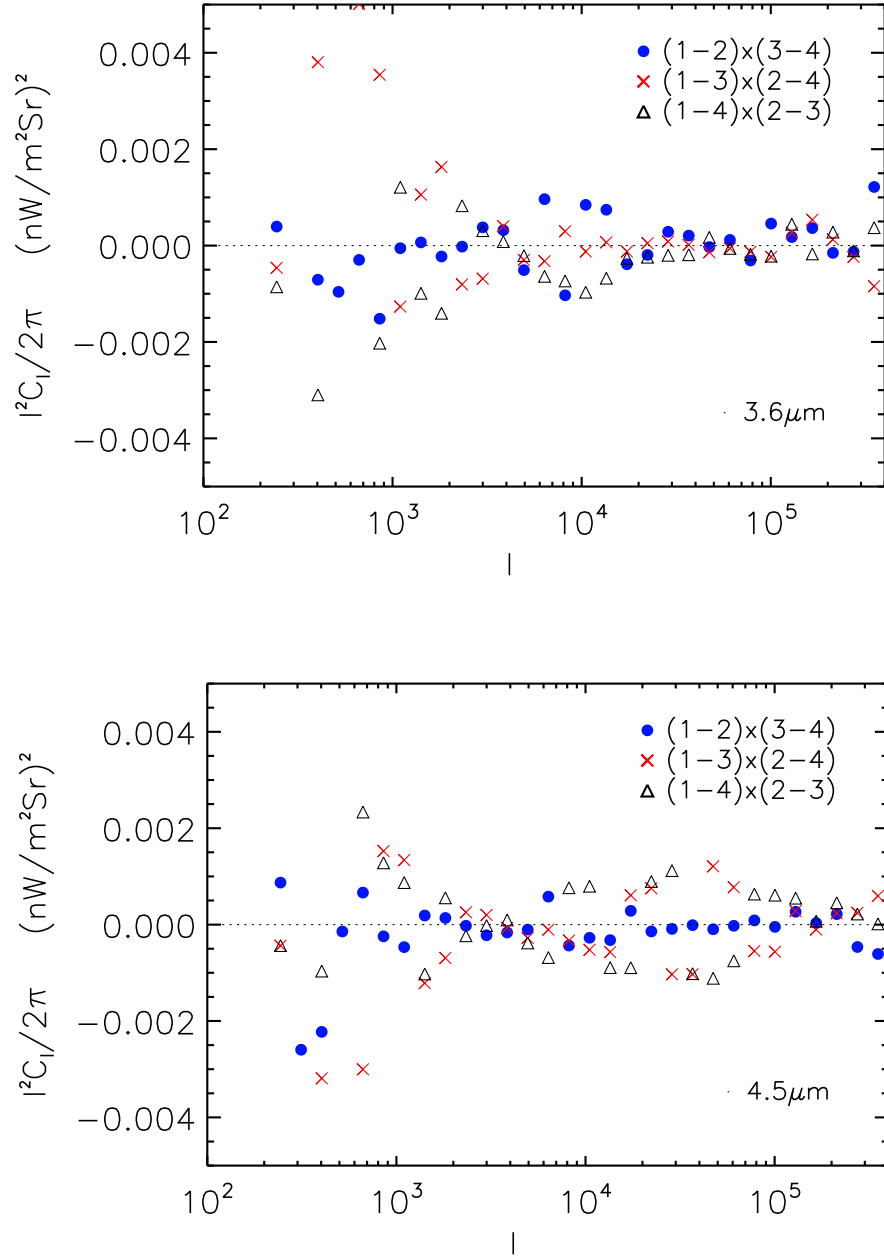 0.004
0.002
0.000
−0.002
−0.004
l²C_l/2π (nW/m²Sr)²
(1−2)x(3−4)
(1−3)x(2−4)
(1−4)x(2−3)
3.6μm
10² 10³ 10⁴ 10⁵
l
0.004
0.002
0.000
−0.002
−0.004
l²C_l/2π (nW/m²Sr)²
(1−2)x(3−4)
(1−3)x(2−4)
(1−4)x(2−3)
4.5μm
10² 10³ 10⁴ 10⁵
l